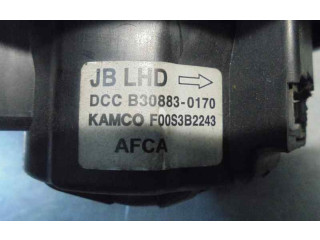 JB LHD
DCC B30883-0170
KAMCO F00S3B2243
AFCA